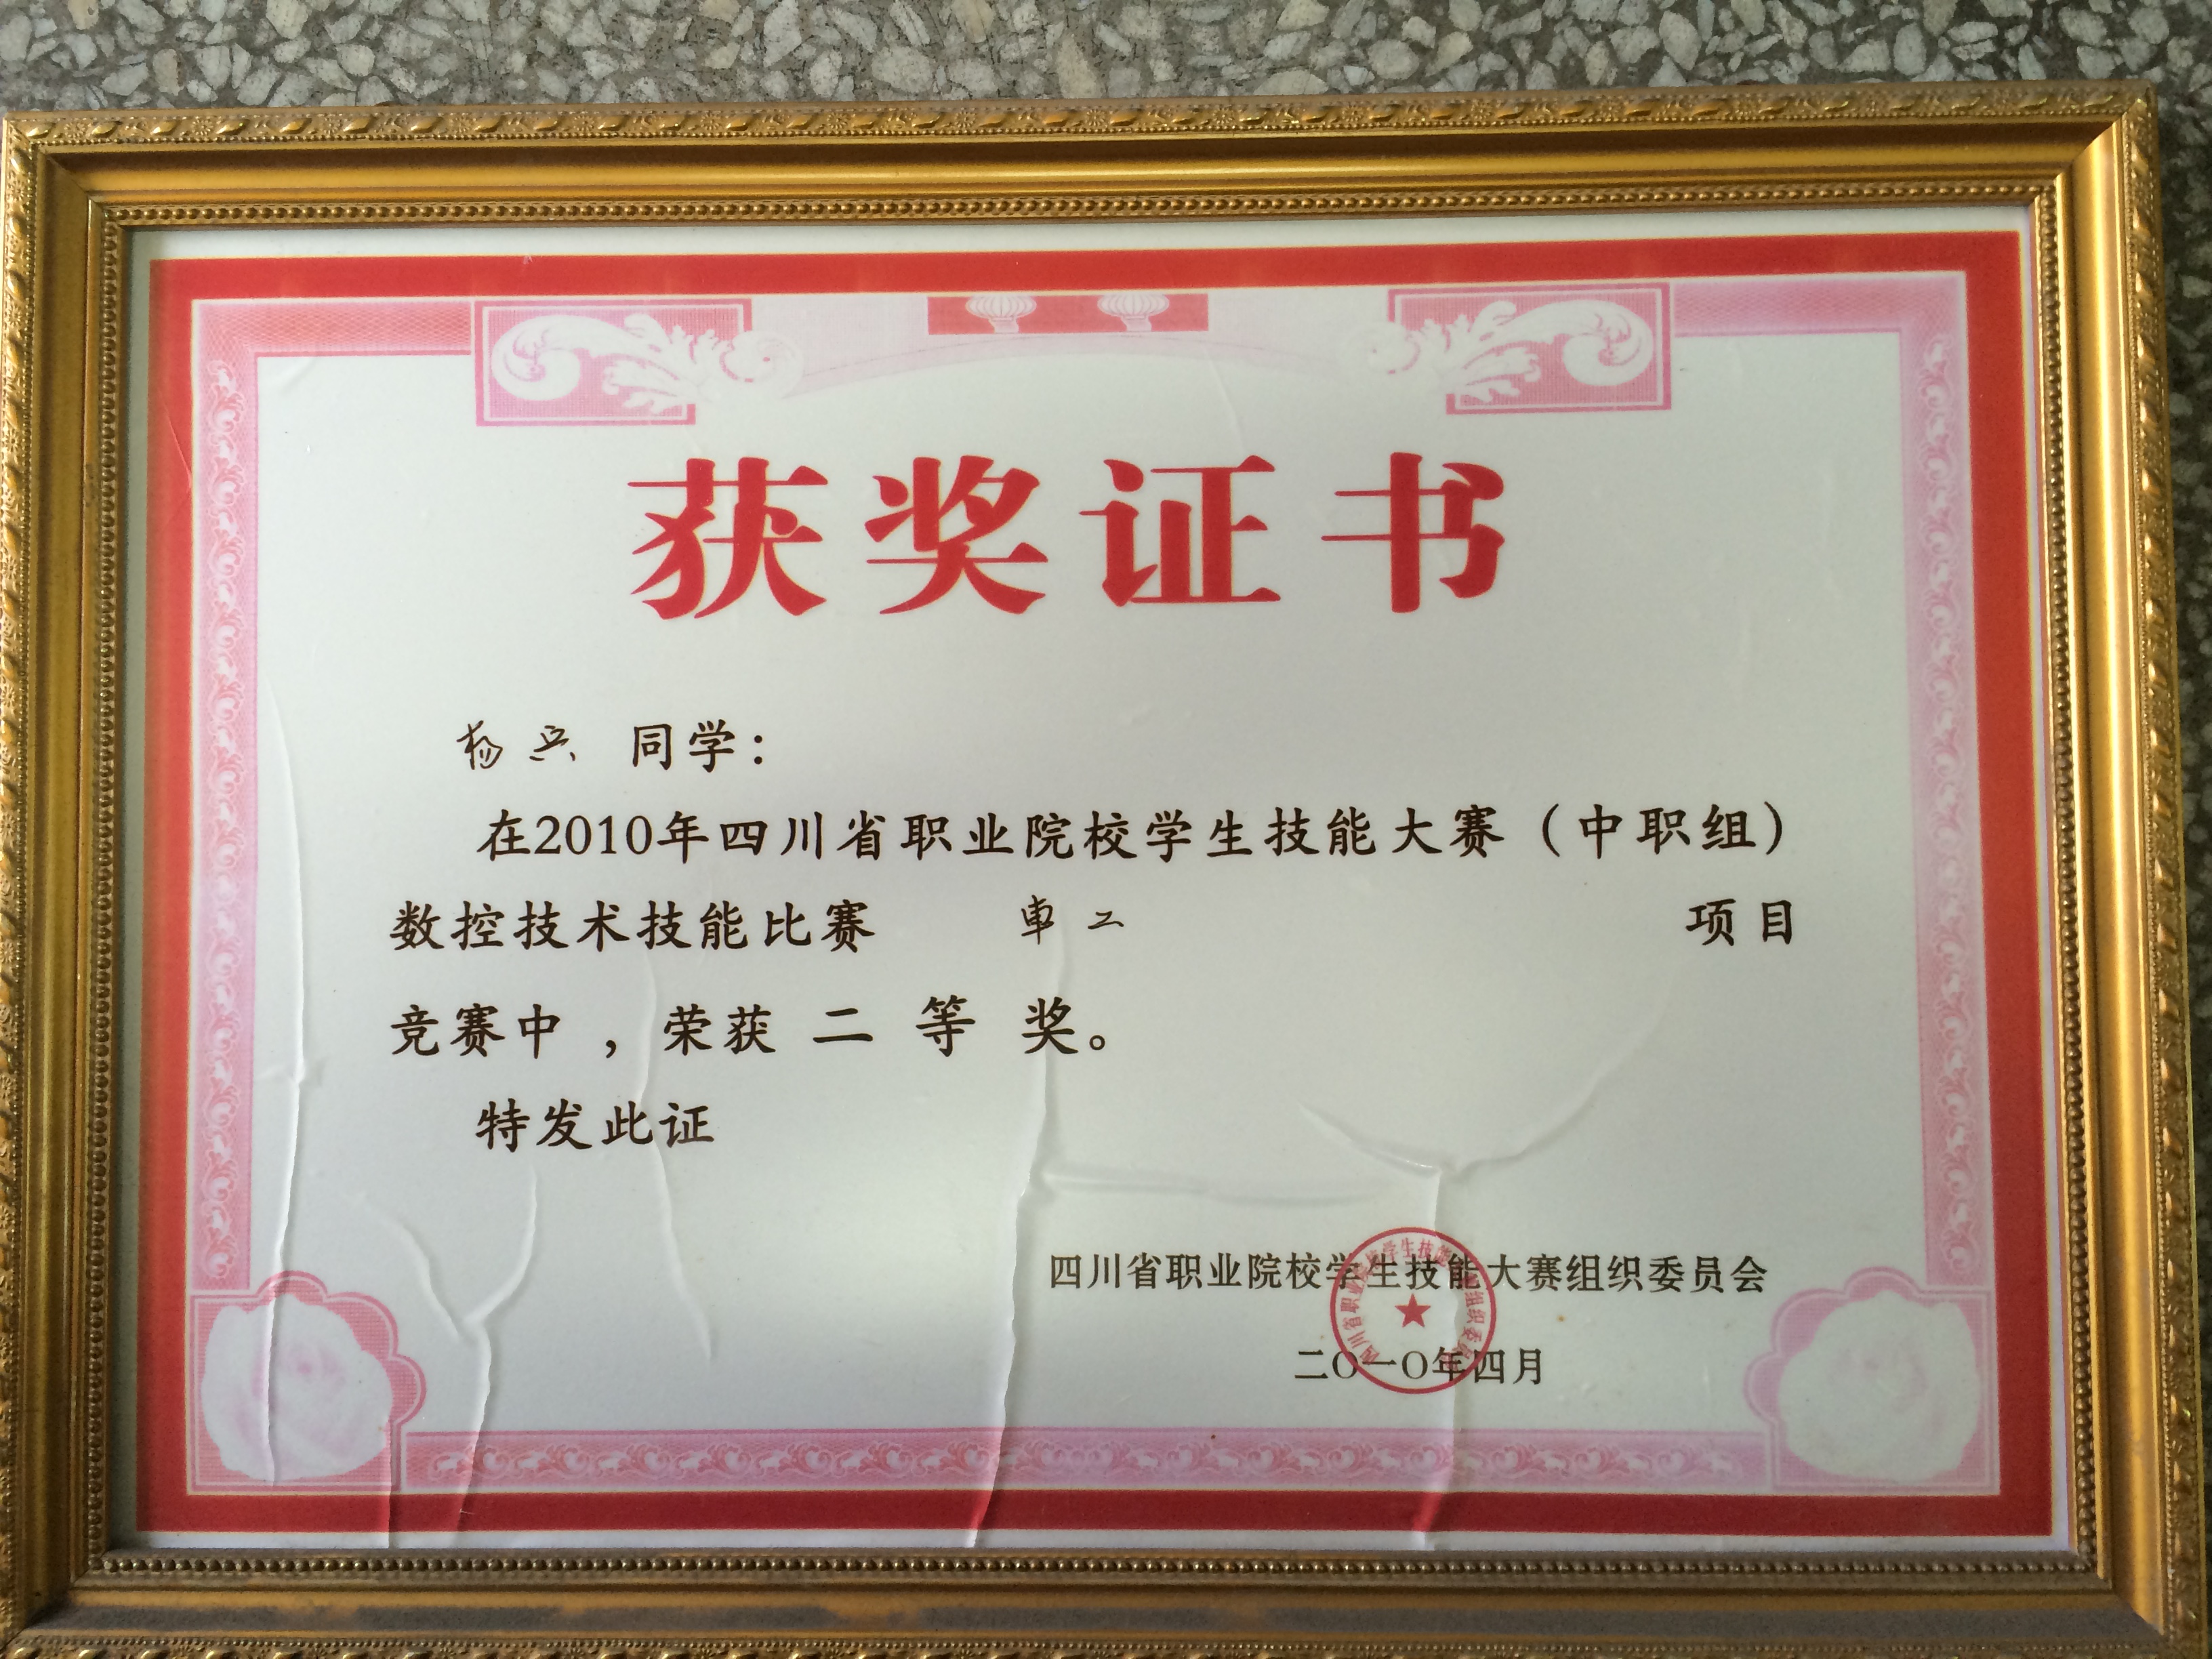 获奖证书
杨兴 同学：
在2010年四川省职业院校学生技能大赛（中职组）
数控技术技能比赛 車工 项目
竞赛中，荣获 二 等 奖。
特发此证
四川省职业院校学生技能大赛组织委员会
二〇一〇年四月